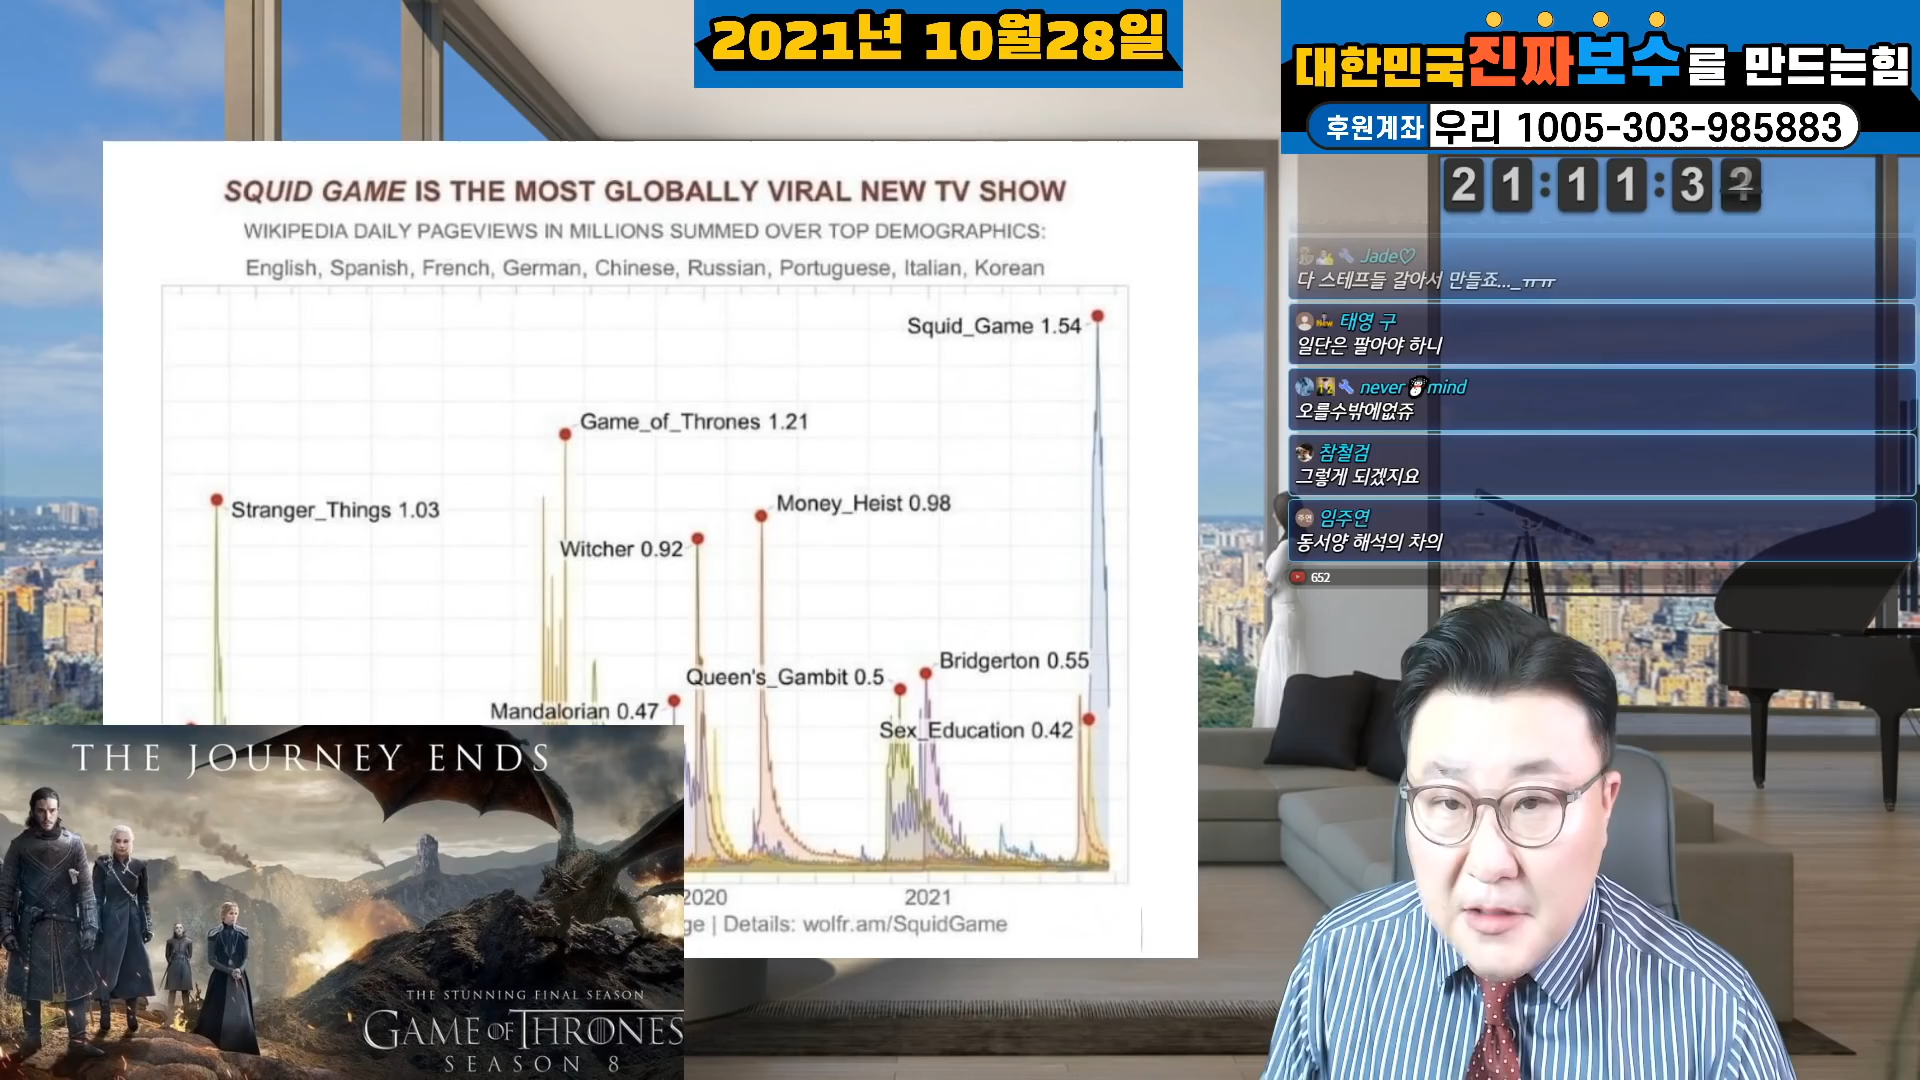 2021년 10월28일
대한민국진짜보수를 만드는힘
후원계좌 우리 1005-303-985883
21:11:3
SQUID GAME IS THE MOST GLOBALLY VIRAL NEW TV SHOW
WIKIPEDIA DAILY PAGEVIEWS IN MILLIONS SUMMED OVER TOP DEMOGRAPHICS:
English, Spanish, French, German, Chinese, Russian, Portuguese, Italian, Korean
Squid_Game 1.54
Game_of_Thrones 1.21
Stranger_Things 1.03
Money_Heist 0.98
Witcher 0.92
Bridgerton 0.55
Queen's_Gambit 0.5
Mandalorian 0.47
Sex_Education 0.42
2020
2021
ge | Details: wolfr.am/SquidGame
Jade♡
다 스테프들 갈아서 만들죠..._ㅠㅠ
New 태영 구
일단은 팔아야 하니
never mind
오를수밖에없쥬
참철검
그렇게 되겠지요
주연 임주연
동서양 해석의 차의
652
THE JOURNEY ENDS
THE STUNNING FINAL SEASON
GAME OF THRONES
SEASON 8